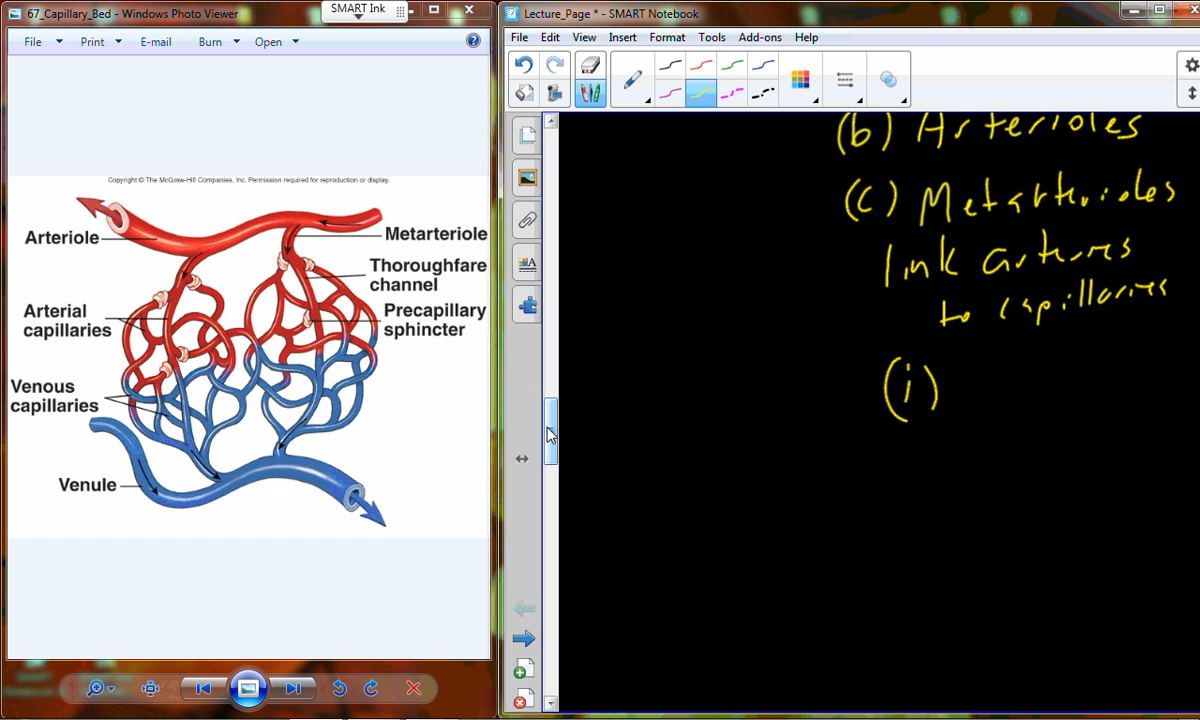 67_Capillary_Bed - Windows Photo Viewer
SMART Ink
File Print E-mail Burn Open
Copyright © The McGraw-Hill Companies, Inc. Permission required for reproduction or display.
Arteriole
Metarteriole
Thoroughfare
channel
Arterial
capillaries
Precapillary
sphincter
Venous
capillaries
Venule
Lecture_Page * - SMART Notebook
File Edit View Insert Format Tools Add-ons Help
(b) Arterioles
(c) Metarterioles
link arteries
to capillaries
(i)